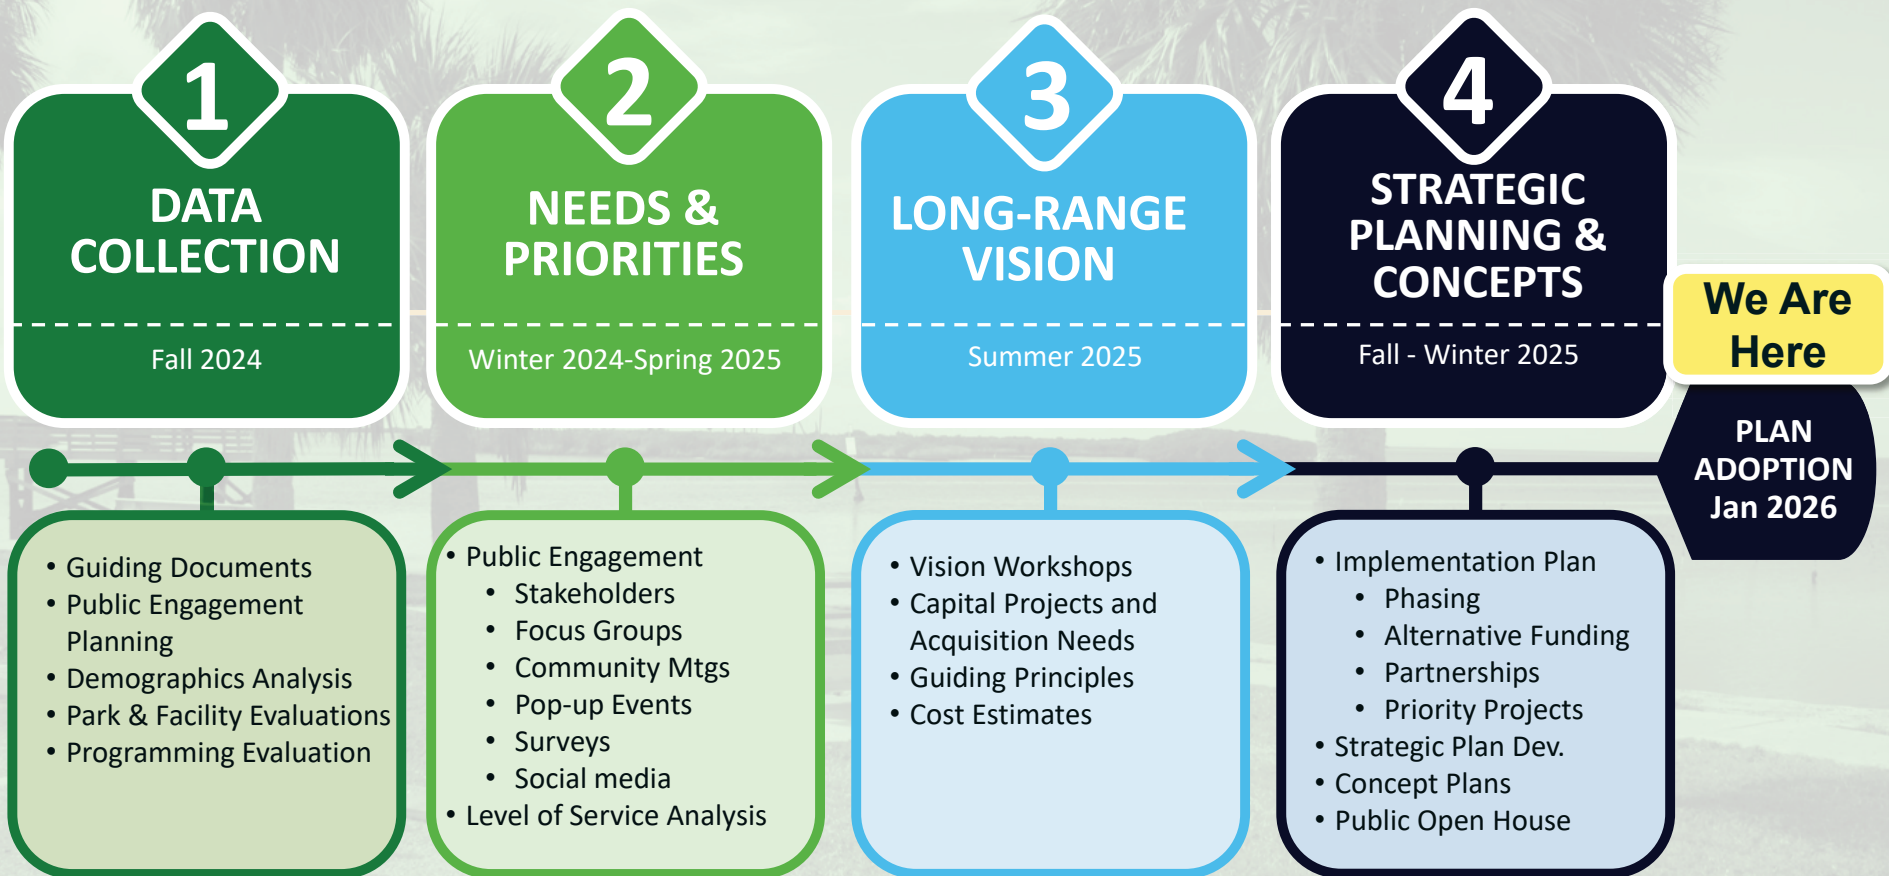 1
DATA
COLLECTION
Fall 2024
• Guiding Documents
• Public Engagement
Planning
• Demographics Analysis
• Park & Facility Evaluations
• Programming Evaluation
2
NEEDS &
PRIORITIES
Winter 2024-Spring 2025
• Public Engagement
• Stakeholders
• Focus Groups
• Community Mtgs
• Pop-up Events
• Surveys
• Social media
• Level of Service Analysis
3
LONG-RANGE
VISION
Summer 2025
• Vision Workshops
• Capital Projects and
Acquisition Needs
• Guiding Principles
• Cost Estimates
4
STRATEGIC
PLANNING &
CONCEPTS
Fall - Winter 2025
• Implementation Plan
• Phasing
• Alternative Funding
• Partnerships
• Priority Projects
• Strategic Plan Dev.
• Concept Plans
• Public Open House
We Are
Here
PLAN
ADOPTION
Jan 2026